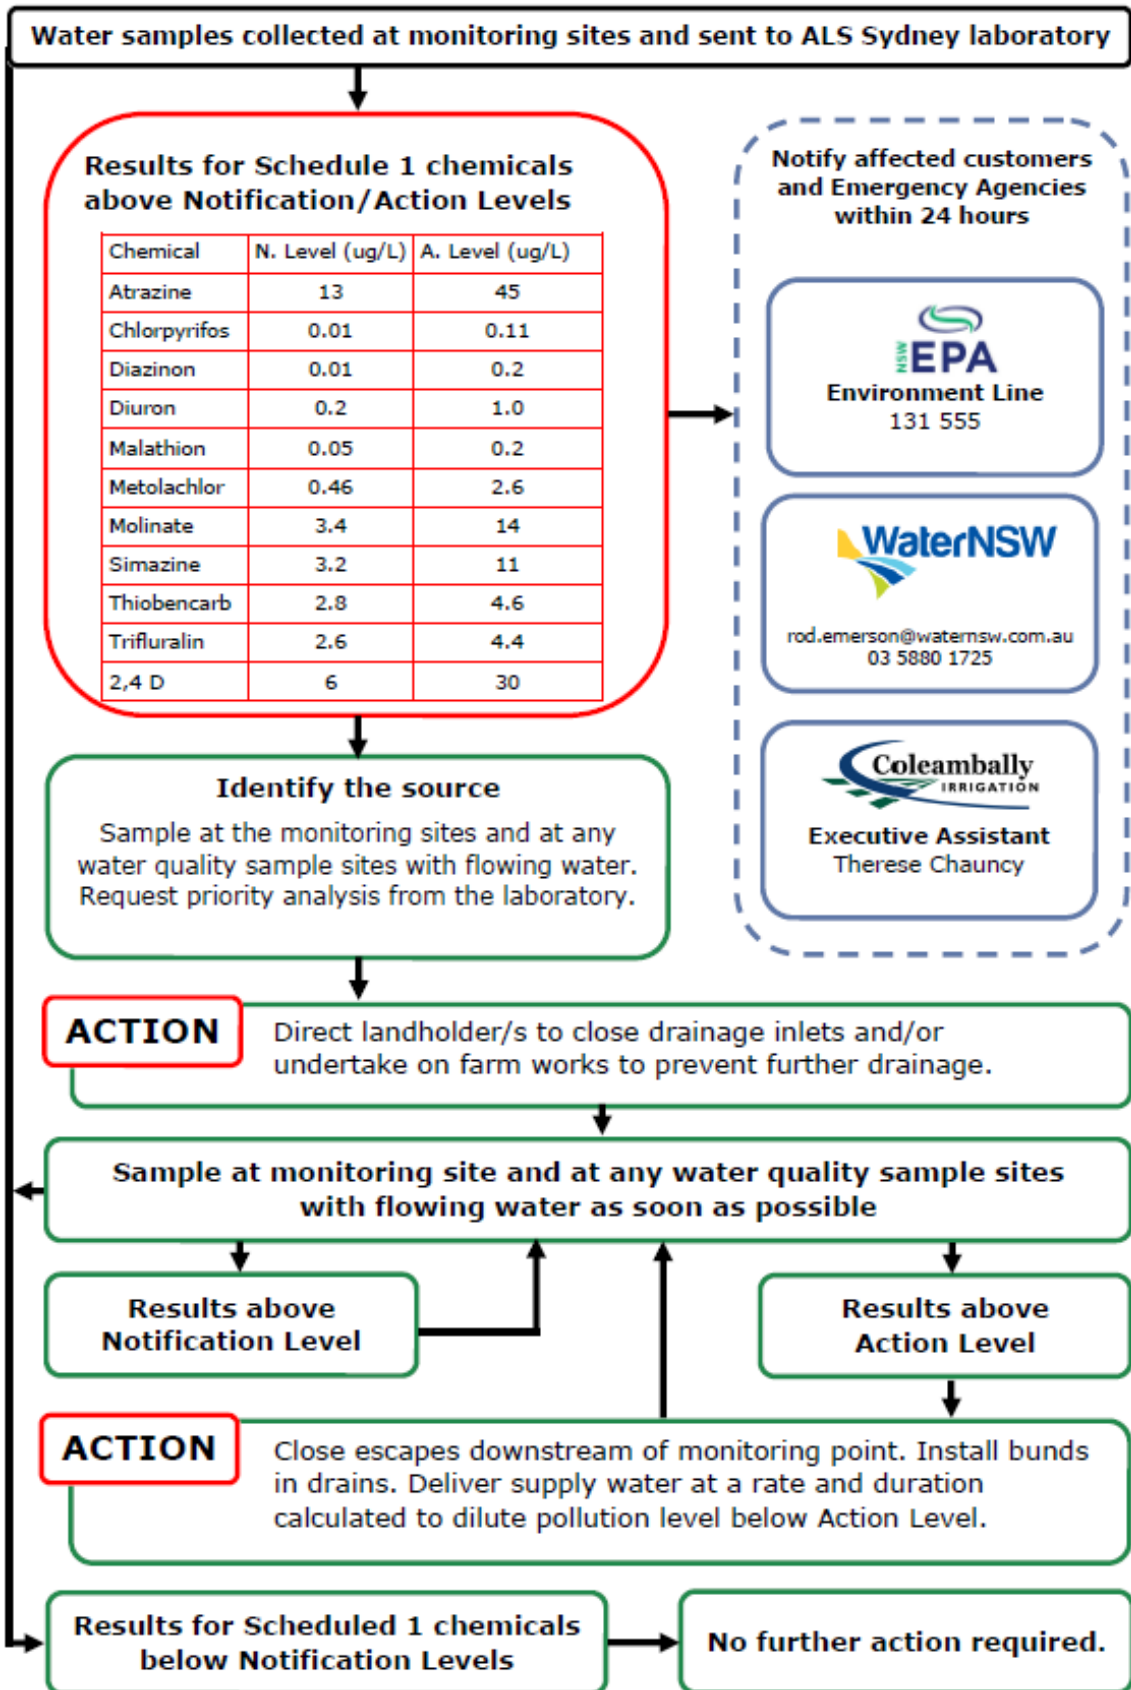 Water samples collected at monitoring sites and sent to ALS Sydney laboratory
Results for Schedule 1 chemicals
above Notification/Action Levels
Chemical N. Level (ug/L) A. Level (ug/L)
Atrazine 13 45
Chlorpyrifos 0.01 0.11
Diazinon 0.01 0.2
Diuron 0.2 1.0
Malathion 0.05 0.2
Metolachlor 0.46 2.6
Molinate 3.4 14
Simazine 3.2 11
Thiobencarb 2.8 4.6
Trifluralin 2.6 4.4
2,4 D 6 30
Notify affected customers
and Emergency Agencies
within 24 hours
NSW EPA
Environment Line
131 555
WaterNSW
rod.emerson@waternsw.com.au
03 5880 1725
Coleambally
IRRIGATION
Executive Assistant
Therese Chauncy
Identify the source
Sample at the monitoring sites and at any
water quality sample sites with flowing water.
Request priority analysis from the laboratory.
ACTION
Direct landholder/s to close drainage inlets and/or
undertake on farm works to prevent further drainage.
Sample at monitoring site and at any water quality sample sites
with flowing water as soon as possible
Results above
Notification Level
Results above
Action Level
ACTION
Close escapes downstream of monitoring point. Install bunds
in drains. Deliver supply water at a rate and duration
calculated to dilute pollution level below Action Level.
Results for Scheduled 1 chemicals
below Notification Levels
No further action required.